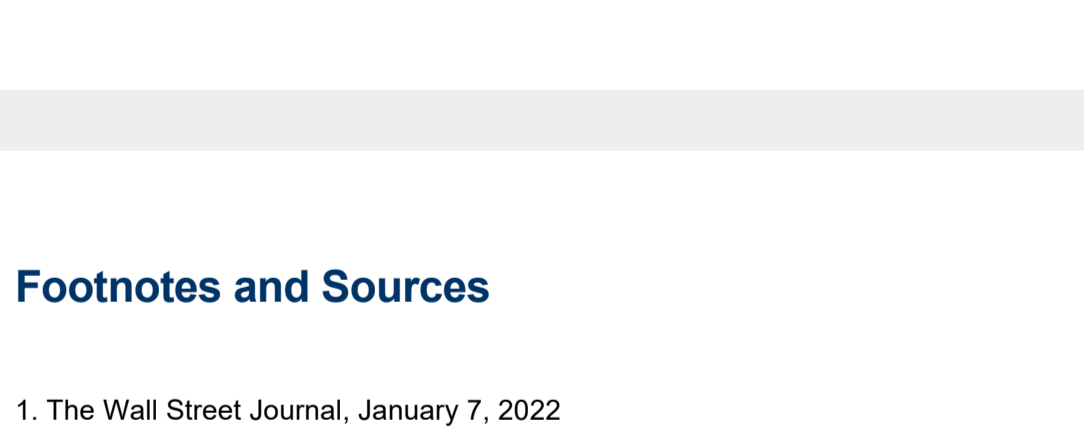 Footnotes and Sources
1. The Wall Street Journal, January 7, 2022